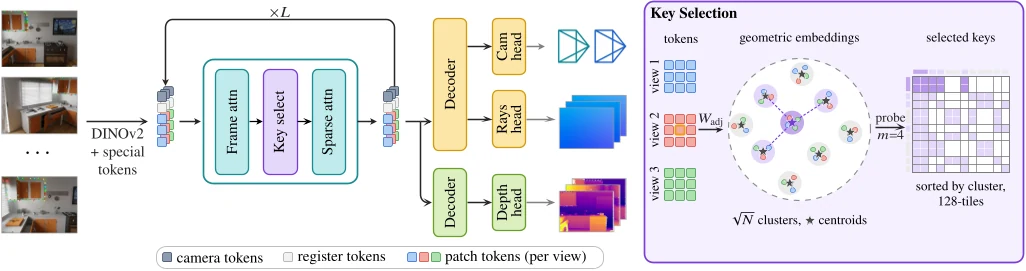 ×L
Frame attn
Key select
Sparse attn
DINOv2
+ special
tokens
. . .
Decoder
Cam
head
Rays
head
Decoder
Depth
head
camera tokens
register tokens
patch tokens (per view)
Key Selection
tokens
geometric embeddings
selected keys
view 1
view 2
view 3
W_adj
probe
m=4
√N clusters, ★ centroids
sorted by cluster,
128-tiles